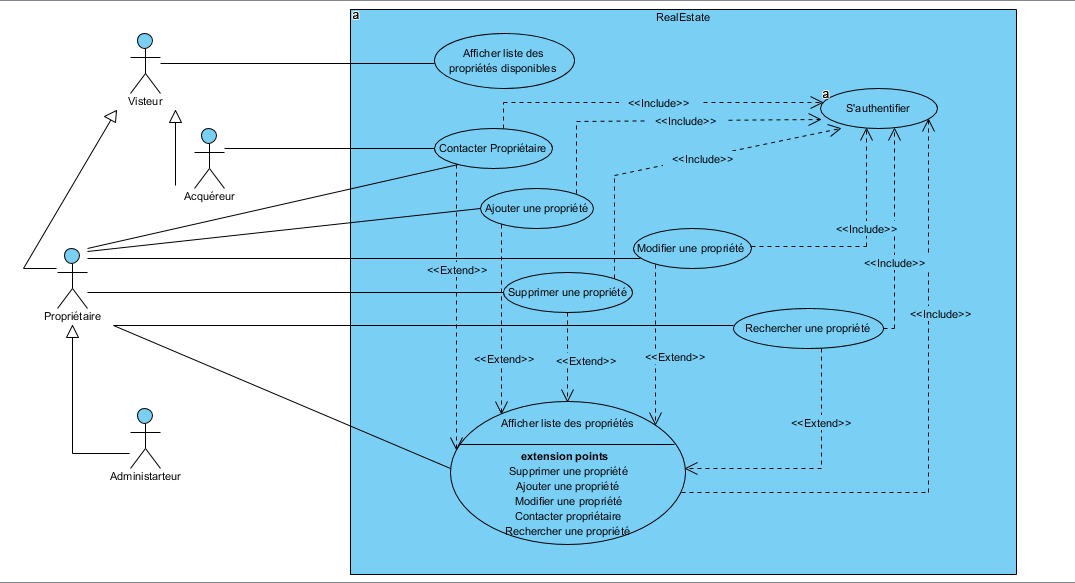 a
RealEstate
Visteur
Afficher liste des
propriétés disponibles
a
S'authentifier
<<Include>>
<<Include>>
<<Include>>
Acquéreur
Contacter Propriétaire
Ajouter une propriété
Modifier une propriété
<<Include>>
<<Include>>
<<Include>>
<<Extend>>
Supprimer une propriété
Propriétaire
Rechercher une propriété
<<Extend>>
<<Extend>>
<<Extend>>
<<Extend>>
Afficher liste des propriétés
extension points
Supprimer une propriété
Ajouter une propriété
Modifier une propriété
Contacter propriétaire
Rechercher une propriété
Administarteur